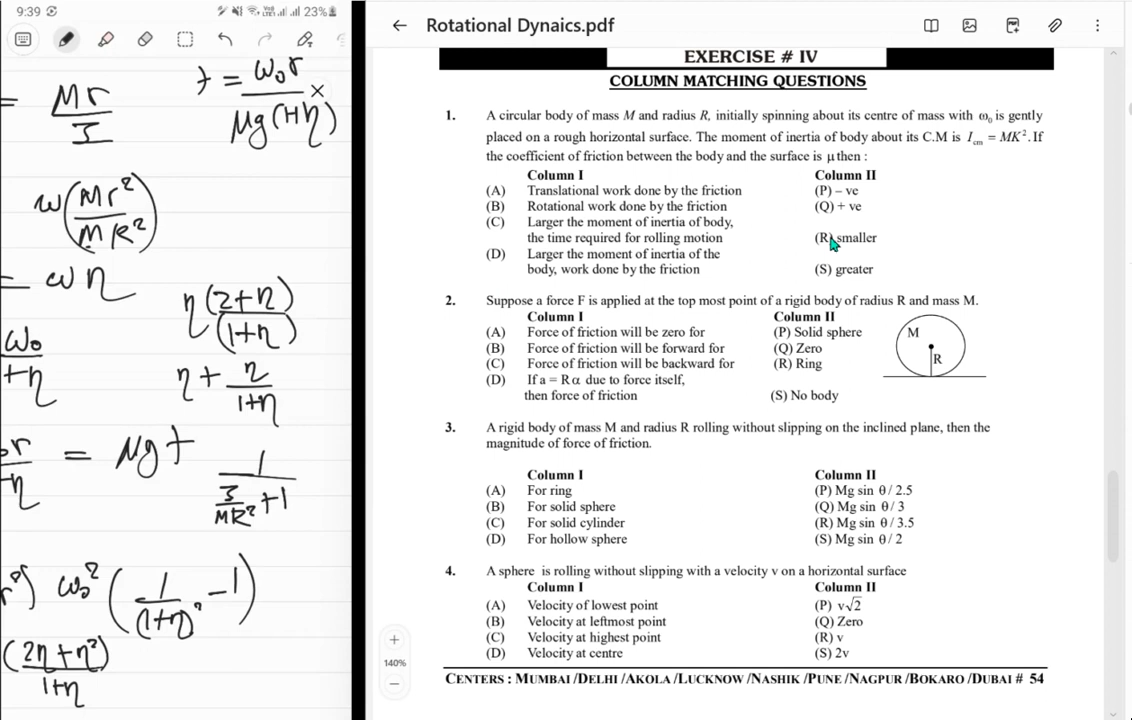 9:39
23%
= Mr / I
t = ω₀r / μg(1+η) ×
ω(Mr² / MK²)
= ωη
η(2+η) / (1+η)
ω₀ / +η
η + η / 1+η
= μgt
1 / I/MR² + 1
ω₀² (1/(1+η)² - 1)
(2η + η²) / 1+η
Rotational Dynaics.pdf
EXERCISE # IV
COLUMN MATCHING QUESTIONS
1. A circular body of mass M and radius R, initially spinning about its centre of mass with ω₀ is gently
placed on a rough horizontal surface. The moment of inertia of body about its C.M is I_cm = MK². If
the coefficient of friction between the body and the surface is μ then :
Column I Column II
(A) Translational work done by the friction (P) – ve
(B) Rotational work done by the friction (Q) + ve
(C) Larger the moment of inertia of body,
the time required for rolling motion (R) smaller
(D) Larger the moment of inertia of the
body, work done by the friction (S) greater
2. Suppose a force F is applied at the top most point of a rigid body of radius R and mass M.
Column I Column II
(A) Force of friction will be zero for (P) Solid sphere
(B) Force of friction will be forward for (Q) Zero
(C) Force of friction will be backward for (R) Ring
(D) If a = Rα due to force itself,
then force of friction (S) No body
M
R
3. A rigid body of mass M and radius R rolling without slipping on the inclined plane, then the
magnitude of force of friction.
Column I Column II
(A) For ring (P) Mg sin θ / 2.5
(B) For solid sphere (Q) Mg sin θ / 3
(C) For solid cylinder (R) Mg sin θ / 3.5
(D) For hollow sphere (S) Mg sin θ / 2
4. A sphere is rolling without slipping with a velocity v on a horizontal surface
Column I Column II
(A) Velocity of lowest point (P) v√2
(B) Velocity at leftmost point (Q) Zero
(C) Velocity at highest point (R) v
(D) Velocity at centre (S) 2v
140%
CENTERS : MUMBAI /DELHI /AKOLA /LUCKNOW /NASHIK /PUNE /NAGPUR /BOKARO /DUBAI # 54